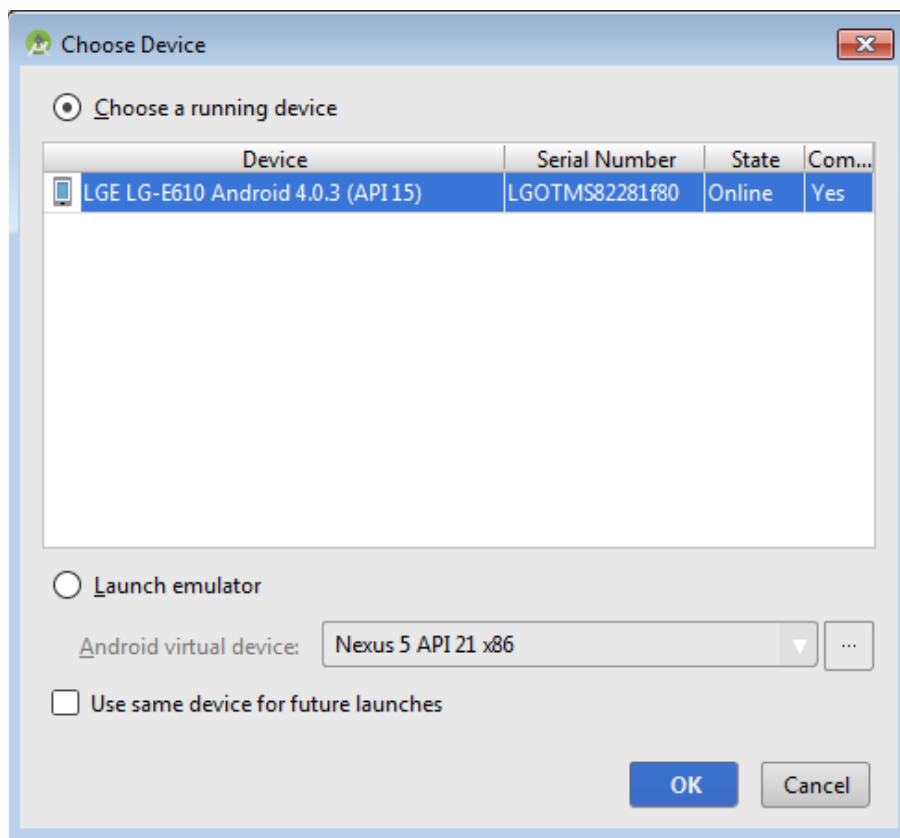 Choose Device
Choose a running device
Device Serial Number State Com...
LGE LG-E610 Android 4.0.3 (API 15) LGOTMS82281f80 Online Yes
Launch emulator
Android virtual device: Nexus 5 API 21 x86 ...
Use same device for future launches
OK Cancel